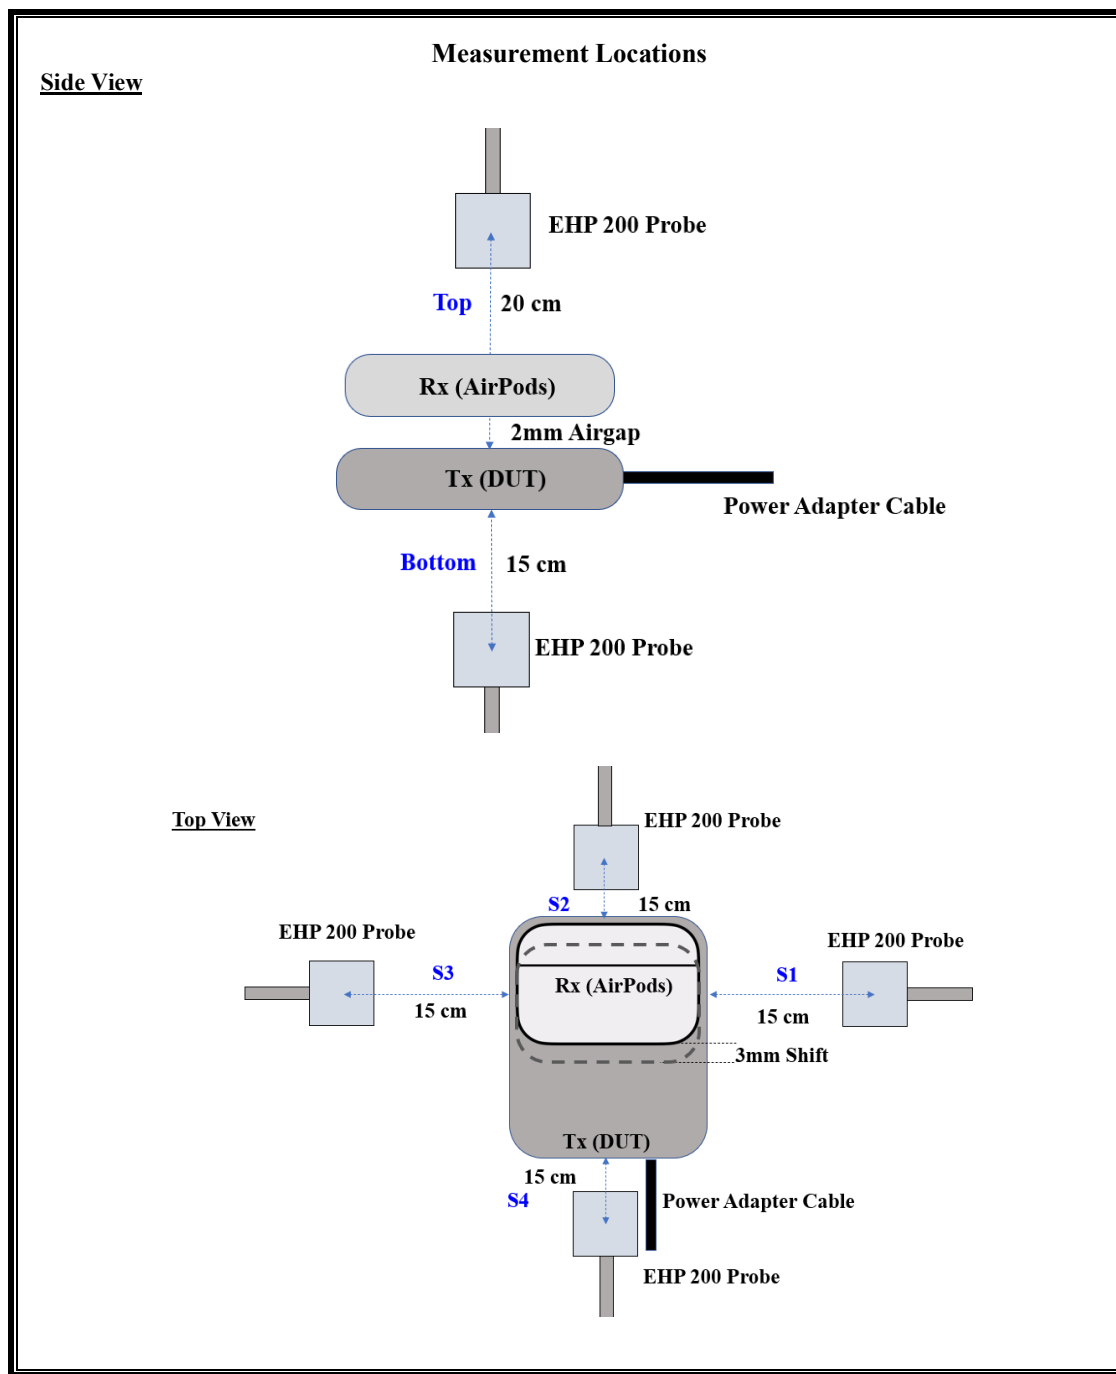 Measurement Locations
Side View
EHP 200 Probe
Top 20 cm
Rx (AirPods)
2mm Airgap
Tx (DUT)
Power Adapter Cable
Bottom 15 cm
EHP 200 Probe
Top View
EHP 200 Probe
S2 15 cm
EHP 200 Probe
EHP 200 Probe
S3
S1
Rx (AirPods)
15 cm
15 cm
3mm Shift
Tx (DUT)
15 cm
S4
Power Adapter Cable
EHP 200 Probe